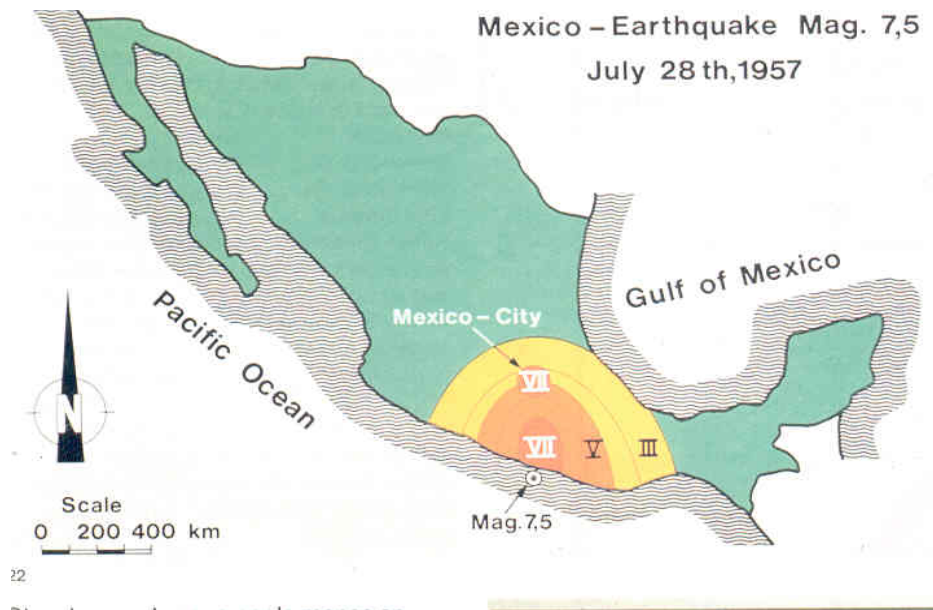 Mexico – Earthquake Mag. 7,5
July 28 th, 1957
Gulf of Mexico
Pacific Ocean
Mexico – City
VII
VII
V
III
N
Mag. 7,5
Scale
0 200 400 km
22